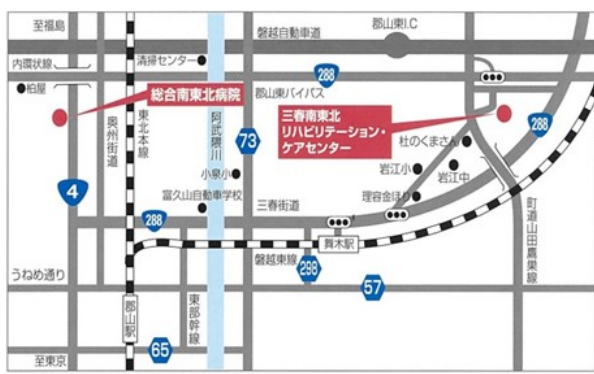 至福島
磐越自動車道
郡山東I.C
内環状線
清掃センター
288
柏屋
総合南東北病院
郡山東バイパス
三春南東北
リハビリテーション・
ケアセンター
288
奥州街道
東北本線
阿武隈川
73
杜のくまさん
岩江小
岩江中
小泉小
4
富久山自動車学校
三春街道
理容金ほり
288
舞木駅
町道山田鷹巣線
磐越東線
298
うねめ通り
57
郡山駅
東部幹線
65
至東京